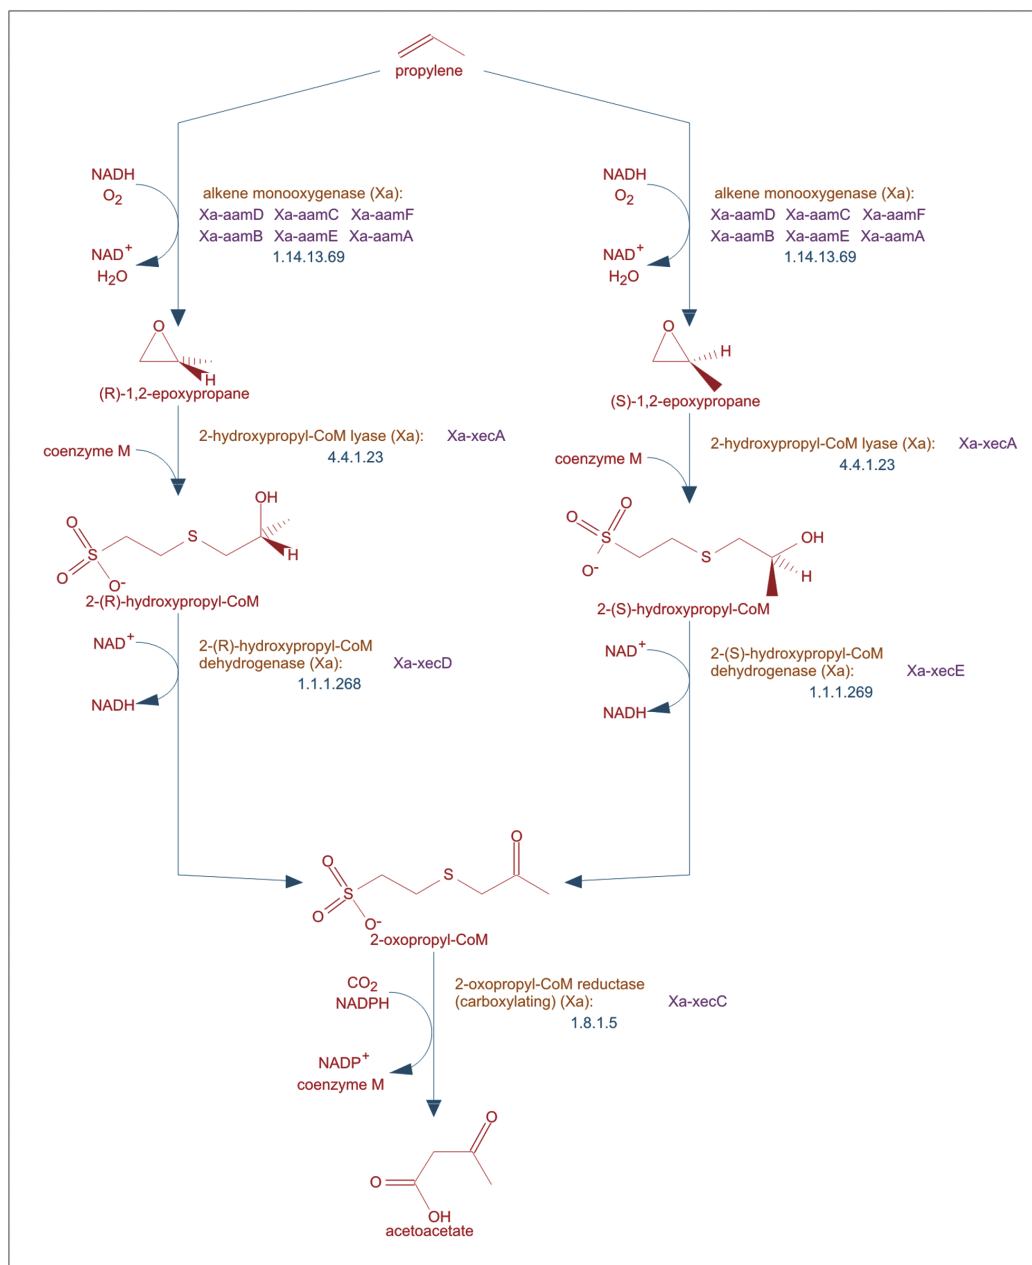 propylene
NADH
O2
alkene monooxygenase (Xa):
Xa-aamD Xa-aamC Xa-aamF
Xa-aamB Xa-aamE Xa-aamA
1.14.13.69
NAD+
H2O
NADH
O2
alkene monooxygenase (Xa):
Xa-aamD Xa-aamC Xa-aamF
Xa-aamB Xa-aamE Xa-aamA
1.14.13.69
NAD+
H2O
O
H
(R)-1,2-epoxypropane
O
H
(S)-1,2-epoxypropane
coenzyme M
2-hydroxypropyl-CoM lyase (Xa): Xa-xecA
4.4.1.23
coenzyme M
2-hydroxypropyl-CoM lyase (Xa): Xa-xecA
4.4.1.23
OH
O
S
S
H
O
O-
2-(R)-hydroxypropyl-CoM
O
O
S
OH
S
O-
H
2-(S)-hydroxypropyl-CoM
NAD+
2-(R)-hydroxypropyl-CoM
dehydrogenase (Xa): Xa-xecD
1.1.1.268
NADH
NAD+
2-(S)-hydroxypropyl-CoM
dehydrogenase (Xa): Xa-xecE
1.1.1.269
NADH
O
O
S
S
O
O-
2-oxopropyl-CoM
CO2
NADPH
2-oxopropyl-CoM reductase
(carboxylating) (Xa): Xa-xecC
1.8.1.5
NADP+
coenzyme M
O
O
OH
acetoacetate